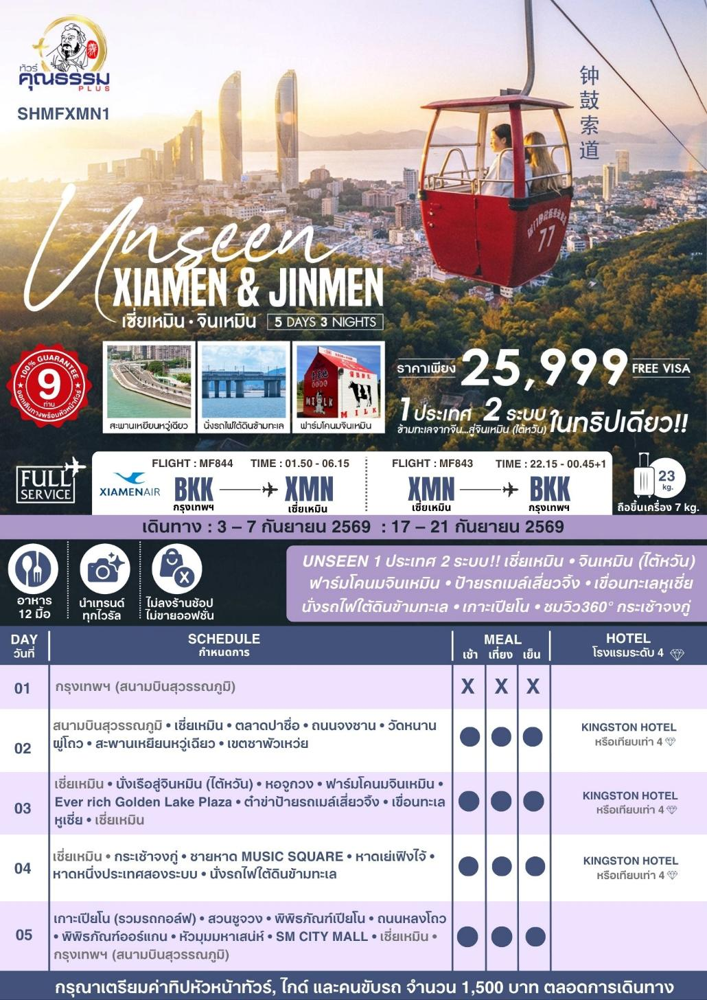 ทัวร์
คุณธรรม
PLUS
SHMFXMN1
钟鼓索道
77
Unseen
XIAMEN & JINMEN
เซี่ยเหมิน • จินเหมิน
5 DAYS 3 NIGHTS
100% GUARANTEE
9
ท่าน
ออกเดินทางพร้อมหัวหน้าทัวร์
MILK
MILK
สะพานเหยียนหวู่เฉียว
นั่งรถไฟใต้ดินข้ามทะเล
ฟาร์มโคนมจินเหมิน
ราคาเพียง 25,999 FREE VISA
1 ประเทศ 2 ระบบ ในทริปเดียว!!
ข้ามทะเลจากจีน...สู่จินเหมิน (ไต้หวัน)
FULL
SERVICE
XIAMENAIR
FLIGHT : MF844 TIME : 01.50 - 06.15
BKK XMN
กรุงเทพฯ เซี่ยเหมิน
FLIGHT : MF843 TIME : 22.15 - 00.45+1
XMN BKK
เซี่ยเหมิน กรุงเทพฯ
23
kg.
ถือขึ้นเครื่อง 7 kg.
เดินทาง : 3 – 7 กันยายน 2569 : 17 – 21 กันยายน 2569
อาหาร
12 มื้อ
นำเทรนด์
ทุกไวรัล
ไม่ลงร้านช้อป
ไม่ขายออฟชั่น
UNSEEN 1 ประเทศ 2 ระบบ!! เซี่ยเหมิน • จินเหมิน (ไต้หวัน)
ฟาร์มโคนมจินเหมิน • ป้ายรถเมล์เสี่ยวจิ้ง • เขื่อนทะเลหูเซี่ย
นั่งรถไฟใต้ดินข้ามทะเล • เกาะเปียโน • ชมวิว360° กระเช้าจงกู่
DAY SCHEDULE MEAL HOTEL
วันที่ กำหนดการ เช้า เที่ยง เย็น โรงแรมระดับ 4
01 กรุงเทพฯ (สนามบินสุวรรณภูมิ) X X X
02 สนามบินสุวรรณภูมิ • เซี่ยเหมิน • ตลาดปาซื่อ • ถนนจงซาน • วัดหนาน
ผู่โถว • สะพานเหยียนหวู่เฉียว • เขตชาพัวเหว่ย
KINGSTON HOTEL
หรือเทียบเท่า 4
03 เซี่ยเหมิน • นั่งเรือสู่จินหมิน (ไต้หวัน) • หอจูกวง • ฟาร์มโคนมจินเหมิน •
Ever rich Golden Lake Plaza • ตำข่าป้ายรถเมล์เสี่ยวจิ้ง • เขื่อนทะเล
หูเซี่ย • เซี่ยเหมิน
KINGSTON HOTEL
หรือเทียบเท่า 4
04 เซี่ยเหมิน • กระเช้าจงกู่ • ชายหาด MUSIC SQUARE • หาดเย่เฟิงไจ้ •
หาดหนึ่งประเทศสองระบบ • นั่งรถไฟใต้ดินข้ามทะเล
KINGSTON HOTEL
หรือเทียบเท่า 4
05 เกาะเปียโน (รวมรถกอล์ฟ) • สวนซูจวง • พิพิธภัณฑ์เปียโน • ถนนหลงโถว
• พิพิธภัณฑ์ออร์แกน • หัวมุมมหาเสน่ห์ • SM CITY MALL • เซี่ยเหมิน •
กรุงเทพฯ (สนามบินสุวรรณภูมิ)
กรุณาเตรียมค่าทิปหัวหน้าทัวร์, ไกด์ และคนขับรถ จำนวน 1,500 บาท ตลอดการเดินทาง